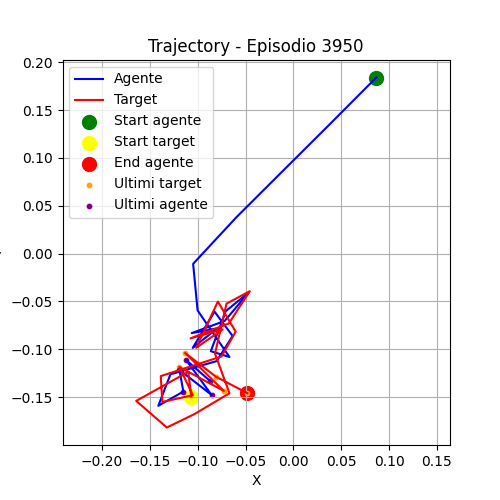 Trajectory - Episodio 3950
Agente
Target
Start agente
Start target
End agente
Ultimi target
Ultimi agente
0.20
0.15
0.10
0.05
0.00
−0.05
−0.10
−0.15
−0.20 −0.15 −0.10 −0.05 0.00 0.05 0.10 0.15
X